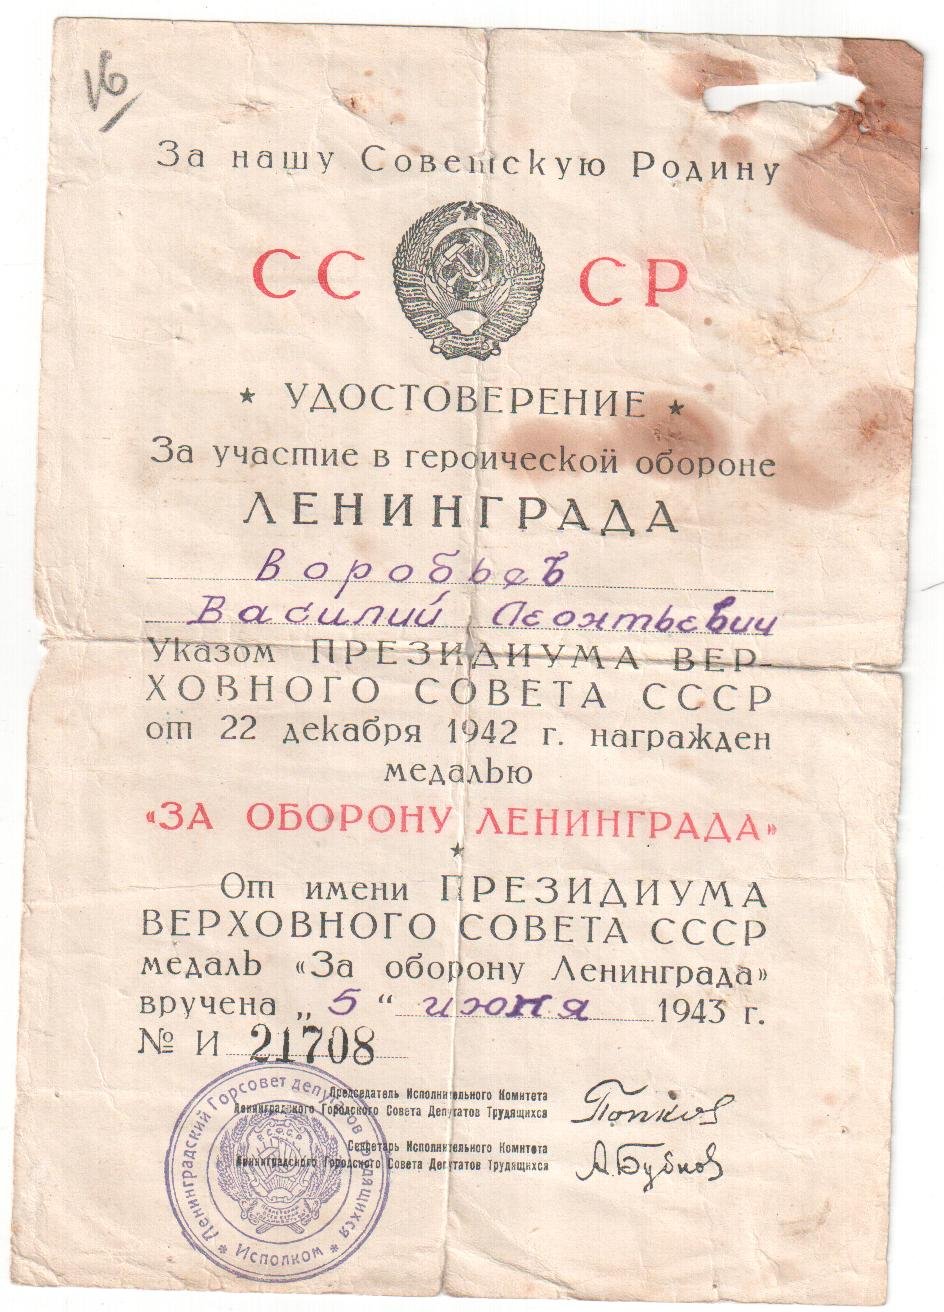 16
За нашу Советскую Родину
СССР
★ УДОСТОВЕРЕНИЕ ★
За участие в героической обороне
ЛЕНИНГРАДА
Воробьев
Василий Леонтьевич
Указом ПРЕЗИДИУМА ВЕР-
ХОВНОГО СОВЕТА СССР
от 22 декабря 1942 г. награжден
медалью
«ЗА ОБОРОНУ ЛЕНИНГРАДА»
★
От имени ПРЕЗИДИУМА
ВЕРХОВНОГО СОВЕТА СССР
медаль «За оборону Ленинграда»
вручена „5“ июня 1943 г.
№ И 21708
Председатель Исполнительного Комитета
Ленинградского Городского Совета Депутатов Трудящихся
Попков
Секретарь Исполнительного Комитета
Ленинградского Городского Совета Депутатов Трудящихся
А. Бубнов
Ленинградский Горсовет депутатов трудящихся
★ Исполком ★
РСФСР